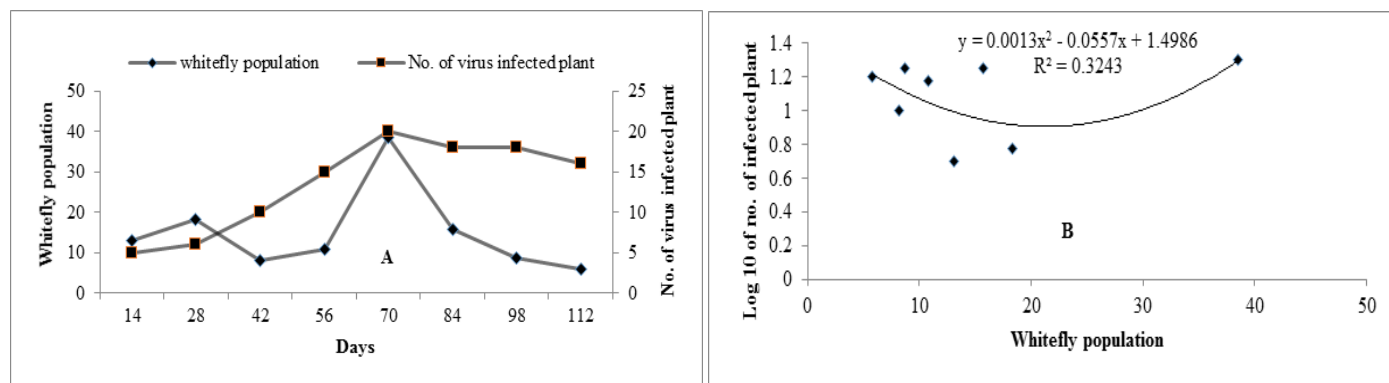 whitefly population
No. of virus infected plant
Whitefly population
50
40
30
20
10
0
25
20
15
10
5
0
No. of virus infected plant
A
14 28 42 56 70 84 98 112
Days
y = 0.0013x² - 0.0557x + 1.4986
R² = 0.3243
Log 10 of no. of infected plant
1.4
1.2
1
0.8
0.6
0.4
0.2
0
B
0 10 20 30 40 50
Whitefly population